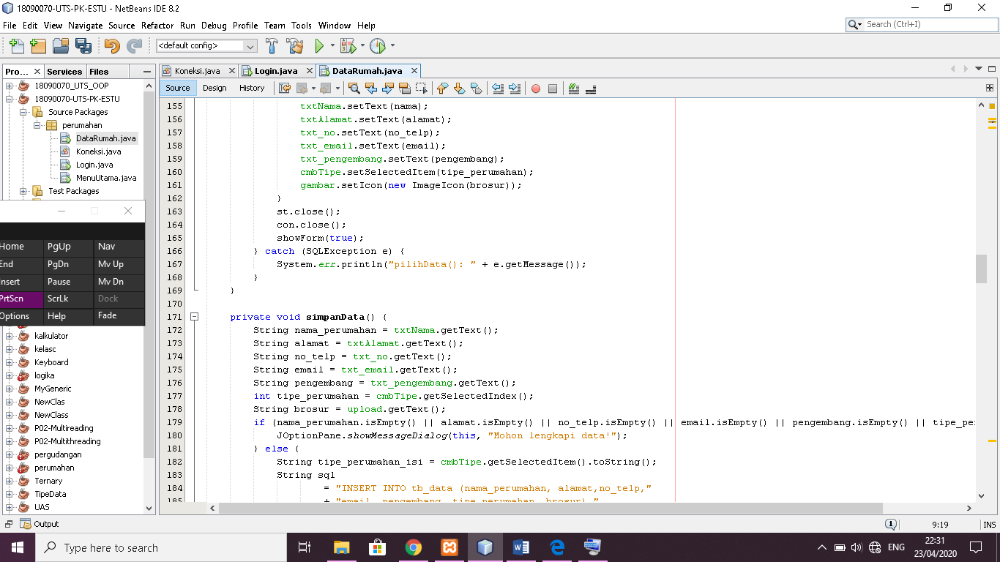 18090070-UTS-PK-ESTU - NetBeans IDE 8.2
File Edit View Navigate Source Refactor Run Debug Profile Team Tools Window Help
Search (Ctrl+I)
<default config>
Pro... Services Files
Koneksi.java Login.java DataRumah.java
Source Design History
18090070_UTS_OOP
18090070-UTS-PK-ESTU
Source Packages
perumahan
DataRumah.java
Koneksi.java
Login.java
MenuUtama.java
Test Packages
Home PgUp Nav
End PgDn Mv Up
Insert Pause Mv Dn
PrtScn ScrLk Dock
Options Help Fade
kalkulator
kelasc
Keyboard
logika
MyGeneric
NewClas
NewClass
P02-Multireading
P02-Multithreading
pergudangan
perumahan
Ternary
TipeData
UAS
155 txtNama.setText(nama);
156 txtAlamat.setText(alamat);
157 txt_no.setText(no_telp);
158 txt_email.setText(email);
159 txt_pengembang.setText(pengembang);
160 cmbTipe.setSelectedItem(tipe_perumahan);
161 gambar.setIcon(new ImageIcon(brosur));
162 }
163 st.close();
164 con.close();
165 showForm(true);
166 } catch (SQLException e) {
167 System.err.println("pilihData(): " + e.getMessage());
168 }
169 }
170
171 private void simpanData() {
172 String nama_perumahan = txtNama.getText();
173 String alamat = txtAlamat.getText();
174 String no_telp = txt_no.getText();
175 String email = txt_email.getText();
176 String pengembang = txt_pengembang.getText();
177 int tipe_perumahan = cmbTipe.getSelectedIndex();
178 String brosur = upload.getText();
179 if (nama_perumahan.isEmpty() || alamat.isEmpty() || no_telp.isEmpty() || email.isEmpty() || pengembang.isEmpty() || tipe_pe
180 JOptionPane.showMessageDialog(this, "Mohon lengkapi data!");
181 } else {
182 String tipe_perumahan_isi = cmbTipe.getSelectedItem().toString();
183 String sql
184 = "INSERT INTO tb_data (nama_perumahan, alamat,no_telp,"
185 + "email, pengembang, tipe_perumahan, brosur) "
Output
1 9:19 INS
Type here to search
ENG
22:31
23/04/2020